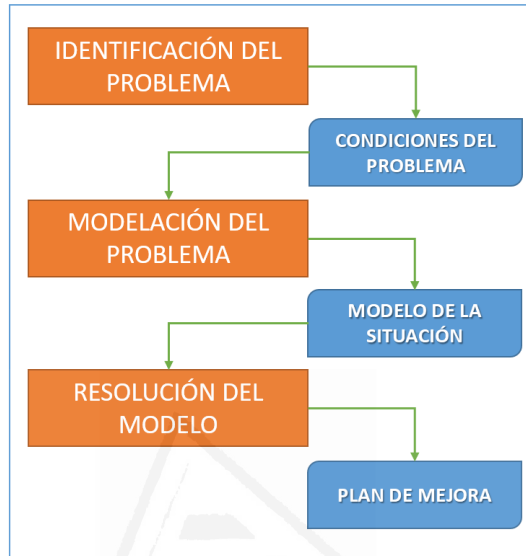 IDENTIFICACIÓN DEL
PROBLEMA
CONDICIONES DEL
PROBLEMA
MODELACIÓN DEL
PROBLEMA
MODELO DE LA
SITUACIÓN
RESOLUCIÓN DEL
MODELO
PLAN DE MEJORA